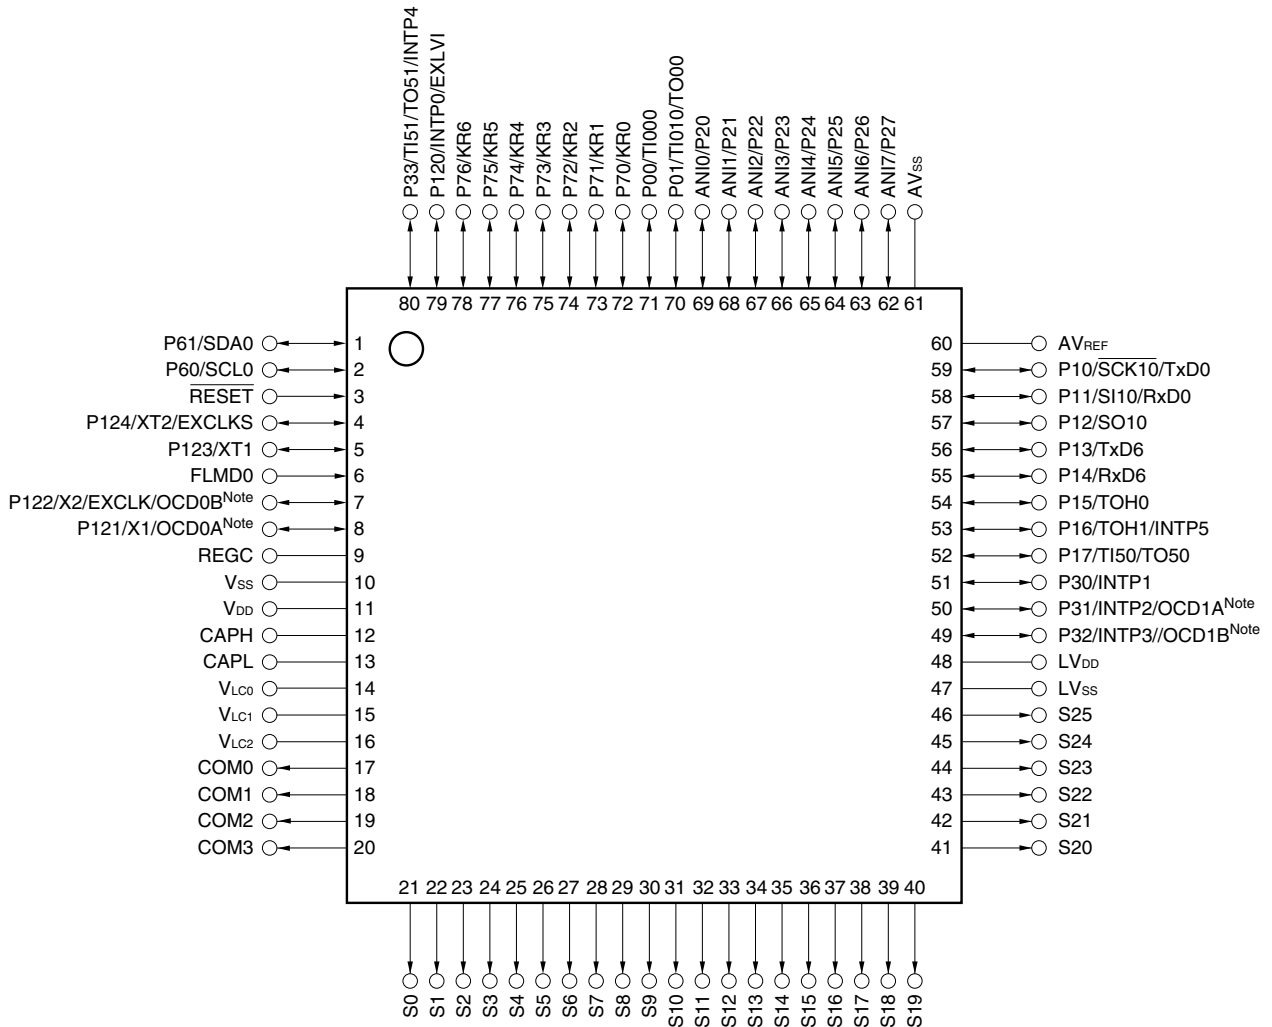 P33/TI51/TO51/INTP4
P120/INTP0/EXLVI
P76/KR6
P75/KR5
P74/KR4
P73/KR3
P72/KR2
P71/KR1
P70/KR0
P00/TI000
P01/TI010/TO00
ANI0/P20
ANI1/P21
ANI2/P22
ANI3/P23
ANI4/P24
ANI5/P25
ANI6/P26
ANI7/P27
AVSS
80 79 78 77 76 75 74 73 72 71 70 69 68 67 66 65 64 63 62 61
P61/SDA0 1
P60/SCL0 2
RESET 3
P124/XT2/EXCLKS 4
P123/XT1 5
FLMD0 6
P122/X2/EXCLK/OCD0BNote 7
P121/X1/OCD0ANote 8
REGC 9
VSS 10
VDD 11
CAPH 12
CAPL 13
VLC0 14
VLC1 15
VLC2 16
COM0 17
COM1 18
COM2 19
COM3 20
60 AVREF
59 P10/SCK10/TxD0
58 P11/SI10/RxD0
57 P12/SO10
56 P13/TxD6
55 P14/RxD6
54 P15/TOH0
53 P16/TOH1/INTP5
52 P17/TI50/TO50
51 P30/INTP1
50 P31/INTP2/OCD1ANote
49 P32/INTP3//OCD1BNote
48 LVDD
47 LVSS
46 S25
45 S24
44 S23
43 S22
42 S21
41 S20
21 22 23 24 25 26 27 28 29 30 31 32 33 34 35 36 37 38 39 40
S0
S1
S2
S3
S4
S5
S6
S7
S8
S9
S10
S11
S12
S13
S14
S15
S16
S17
S18
S19